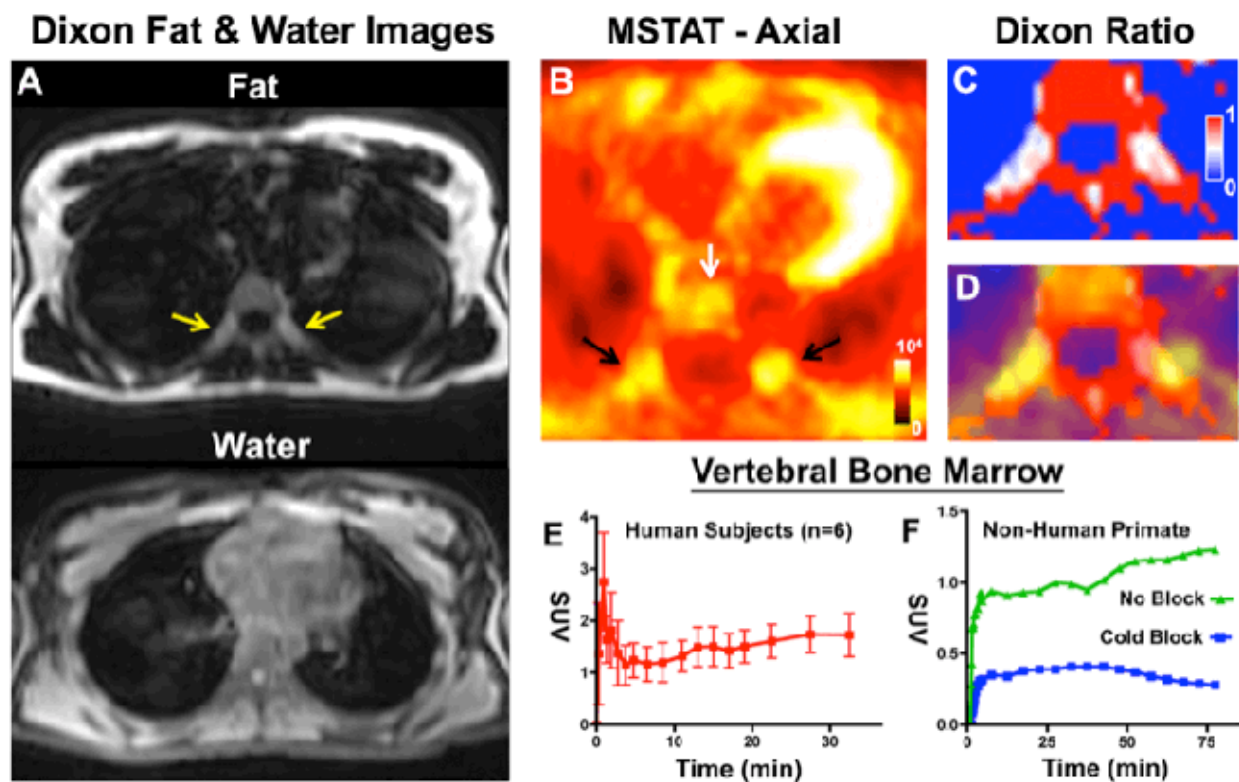 Dixon Fat & Water Images
MSTAT - Axial
Dixon Ratio
A
Fat
Water
B
10⁴
0
C
1
0
D
Vertebral Bone Marrow
E
Human Subjects (n=6)
SUV
4
3
2
1
0
0
10
20
30
Time (min)
F
Non-Human Primate
No Block
Cold Block
SUV
1.5
1.0
0.5
0.0
0
25
50
75
Time (min)